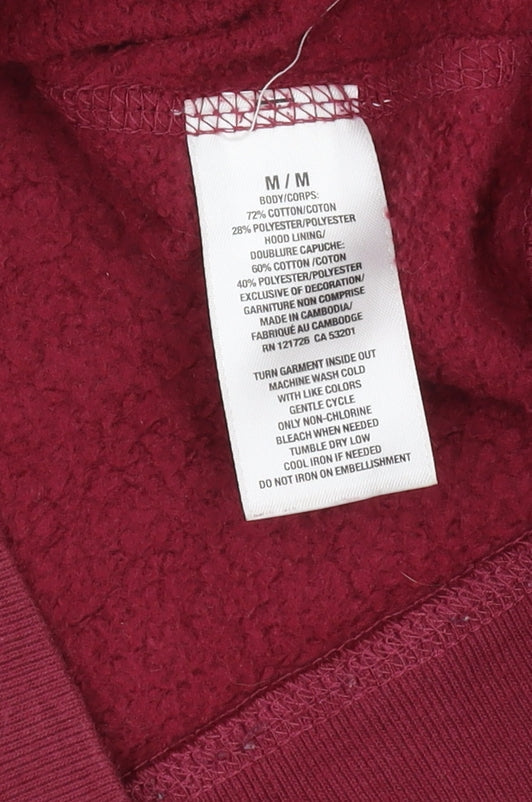 M / M
BODY/CORPS:
72% COTTON/COTON
28% POLYESTER/POLYESTER
HOOD LINING/
DOUBLURE CAPUCHE:
60% COTTON /COTON
40% POLYESTER/POLYESTER
EXCLUSIVE OF DECORATION/
GARNITURE NON COMPRISE
MADE IN CAMBODIA/
FABRIQUÉ AU CAMBODGE
RN 121726 CA 53201
TURN GARMENT INSIDE OUT
MACHINE WASH COLD
WITH LIKE COLORS
GENTLE CYCLE
ONLY NON-CHLORINE
BLEACH WHEN NEEDED
TUMBLE DRY LOW
COOL IRON IF NEEDED
DO NOT IRON ON EMBELLISHMENT